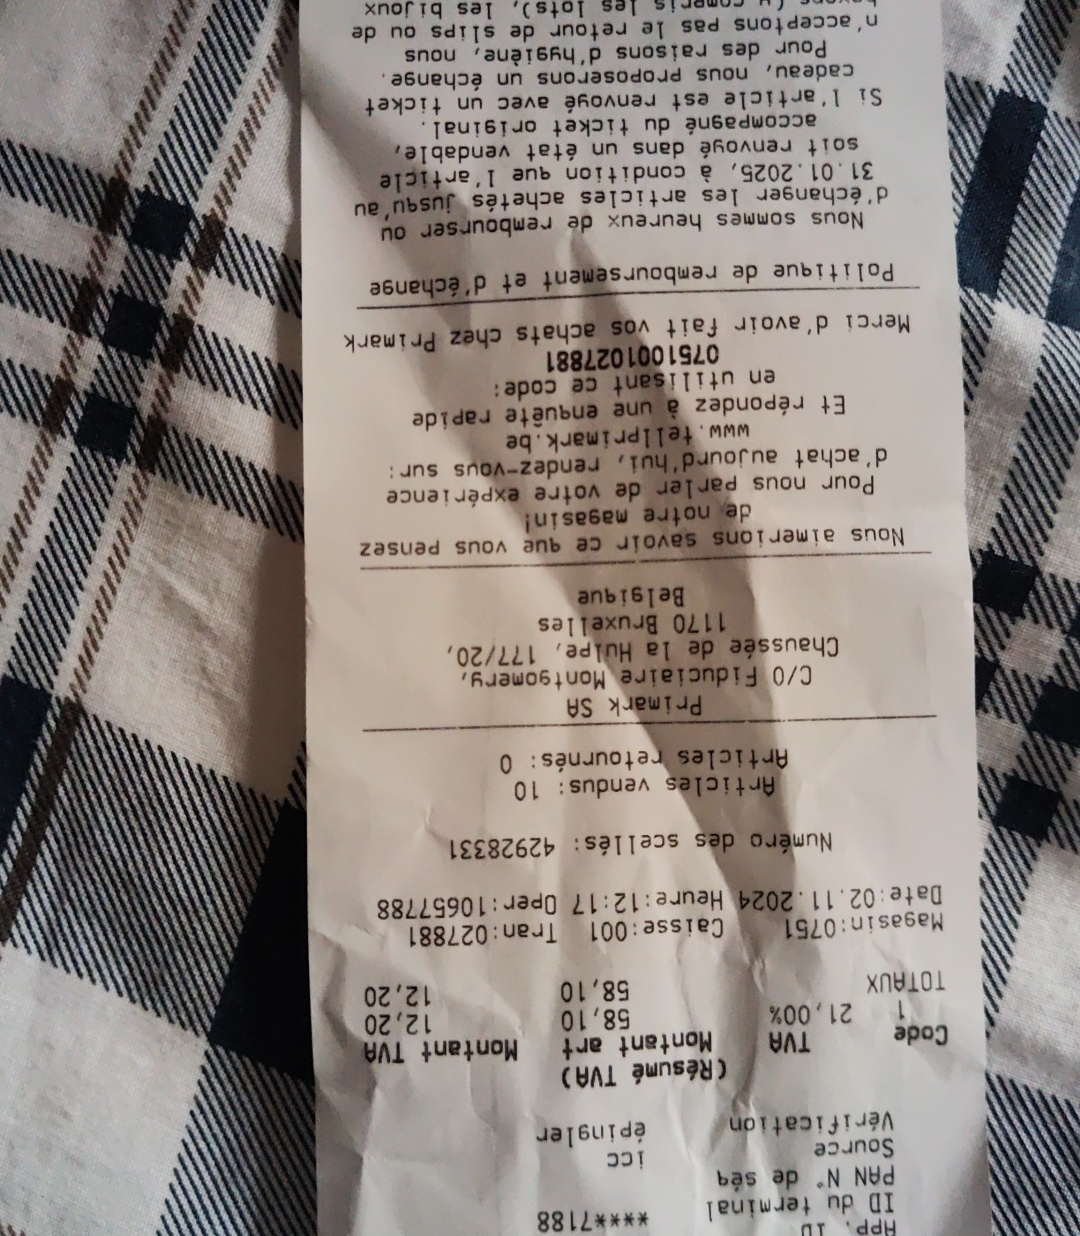 App. ID
ID du terminal ****7188
PAN N° de séq
Source icc
Vérification épingler
(Résumé TVA)
Code TVA Montant art Montant TVA
1 21,00% 58,10 12,20
TOTAUX 58,10 12,20
Magasin:0751 Caisse:001 Tran:027881
Date:02.11.2024 Heure:12:17 Oper:10657788
Numéro des scellés: 42928331
Articles vendus: 10
Articles retournés: 0
Primark SA
C/O Fiduciaire Montgomery,
Chaussée de la Hulpe, 177/20,
1170 Bruxelles
Belgique
Nous aimerions savoir ce que vous pensez
de notre magasin!
Pour nous parler de votre expérience
d'achat aujourd'hui, rendez-vous sur:
www.tellprimark.be
Et répondez à une enquête rapide
en utilisant ce code:
0751001027881
Merci d'avoir fait vos achats chez Primark
Politique de remboursement et d'échange
Nous sommes heureux de rembourser ou
d'échanger les articles achetés jusqu'au
31.01.2025, à condition que l'article
soit renvoyé dans un état vendable,
accompagné du ticket original.
Si l'article est renvoyé avec un ticket
cadeau, nous proposerons un échange.
Pour des raisons d'hygiène, nous
n'acceptons pas le retour de slips ou de
(y compris les lots), les bijoux